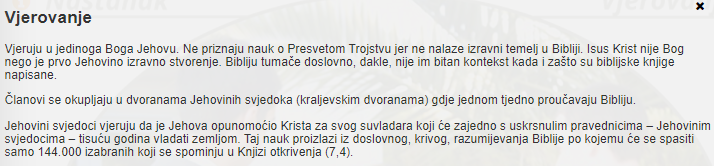 Vjerovanje
Vjeruju u jedinoga Boga Jehovu. Ne priznaju nauk o Presvetom Trojstvu jer ne nalaze izravni temelj u Bibliji. Isus Krist nije Bog
nego je prvo Jehovino izravno stvorenje. Bibliju tumače doslovno, dakle, nije im bitan kontekst kada i zašto su biblijske knjige
napisane.
Članovi se okupljaju u dvoranama Jehovinih svjedoka (kraljevskim dvoranama) gdje jednom tjedno proučavaju Bibliju.
Jehovini svjedoci vjeruju da je Jehova opunomoćio Krista za svog suvladara koji će zajedno s uskrsnulim pravednicima – Jehovinim
svjedocima – tisuću godina vladati zemljom. Taj nauk proizlazi iz doslovnog, krivog, razumijevanja Biblije po kojemu će se spasiti
samo 144.000 izabranih koji se spominju u Knjizi otkrivenja (7,4).